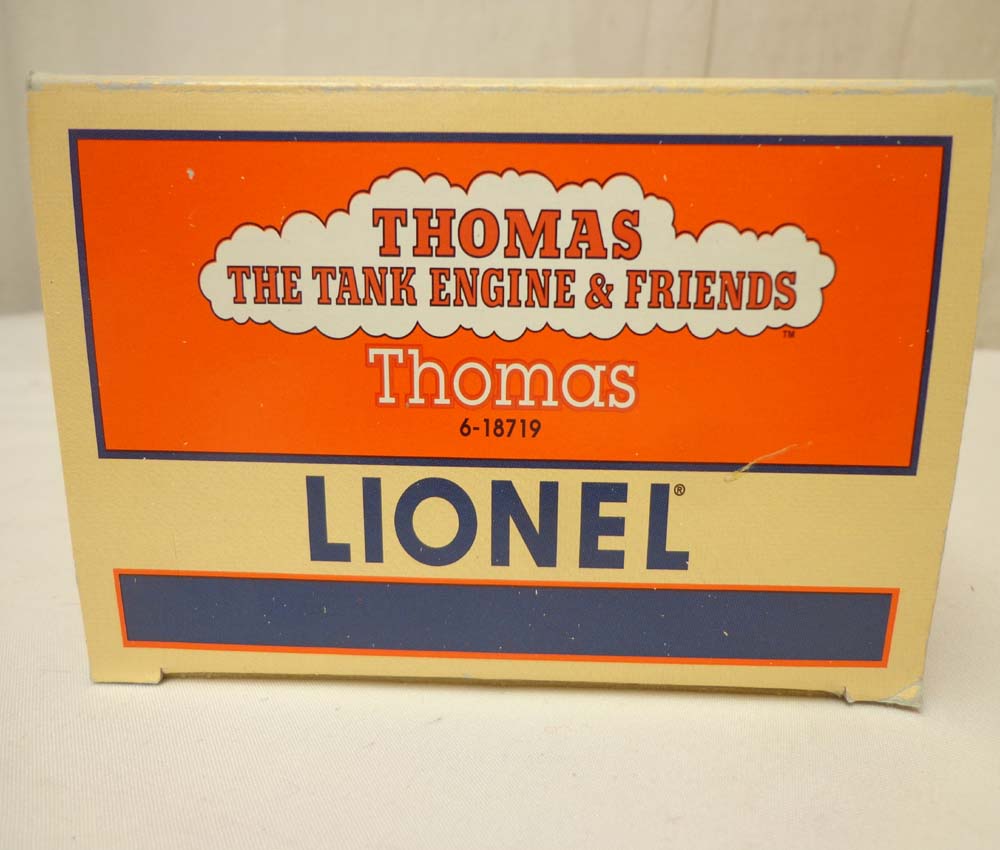 THOMAS
THE TANK ENGINE & FRIENDS
TM
Thomas
6-18719
LIONEL®